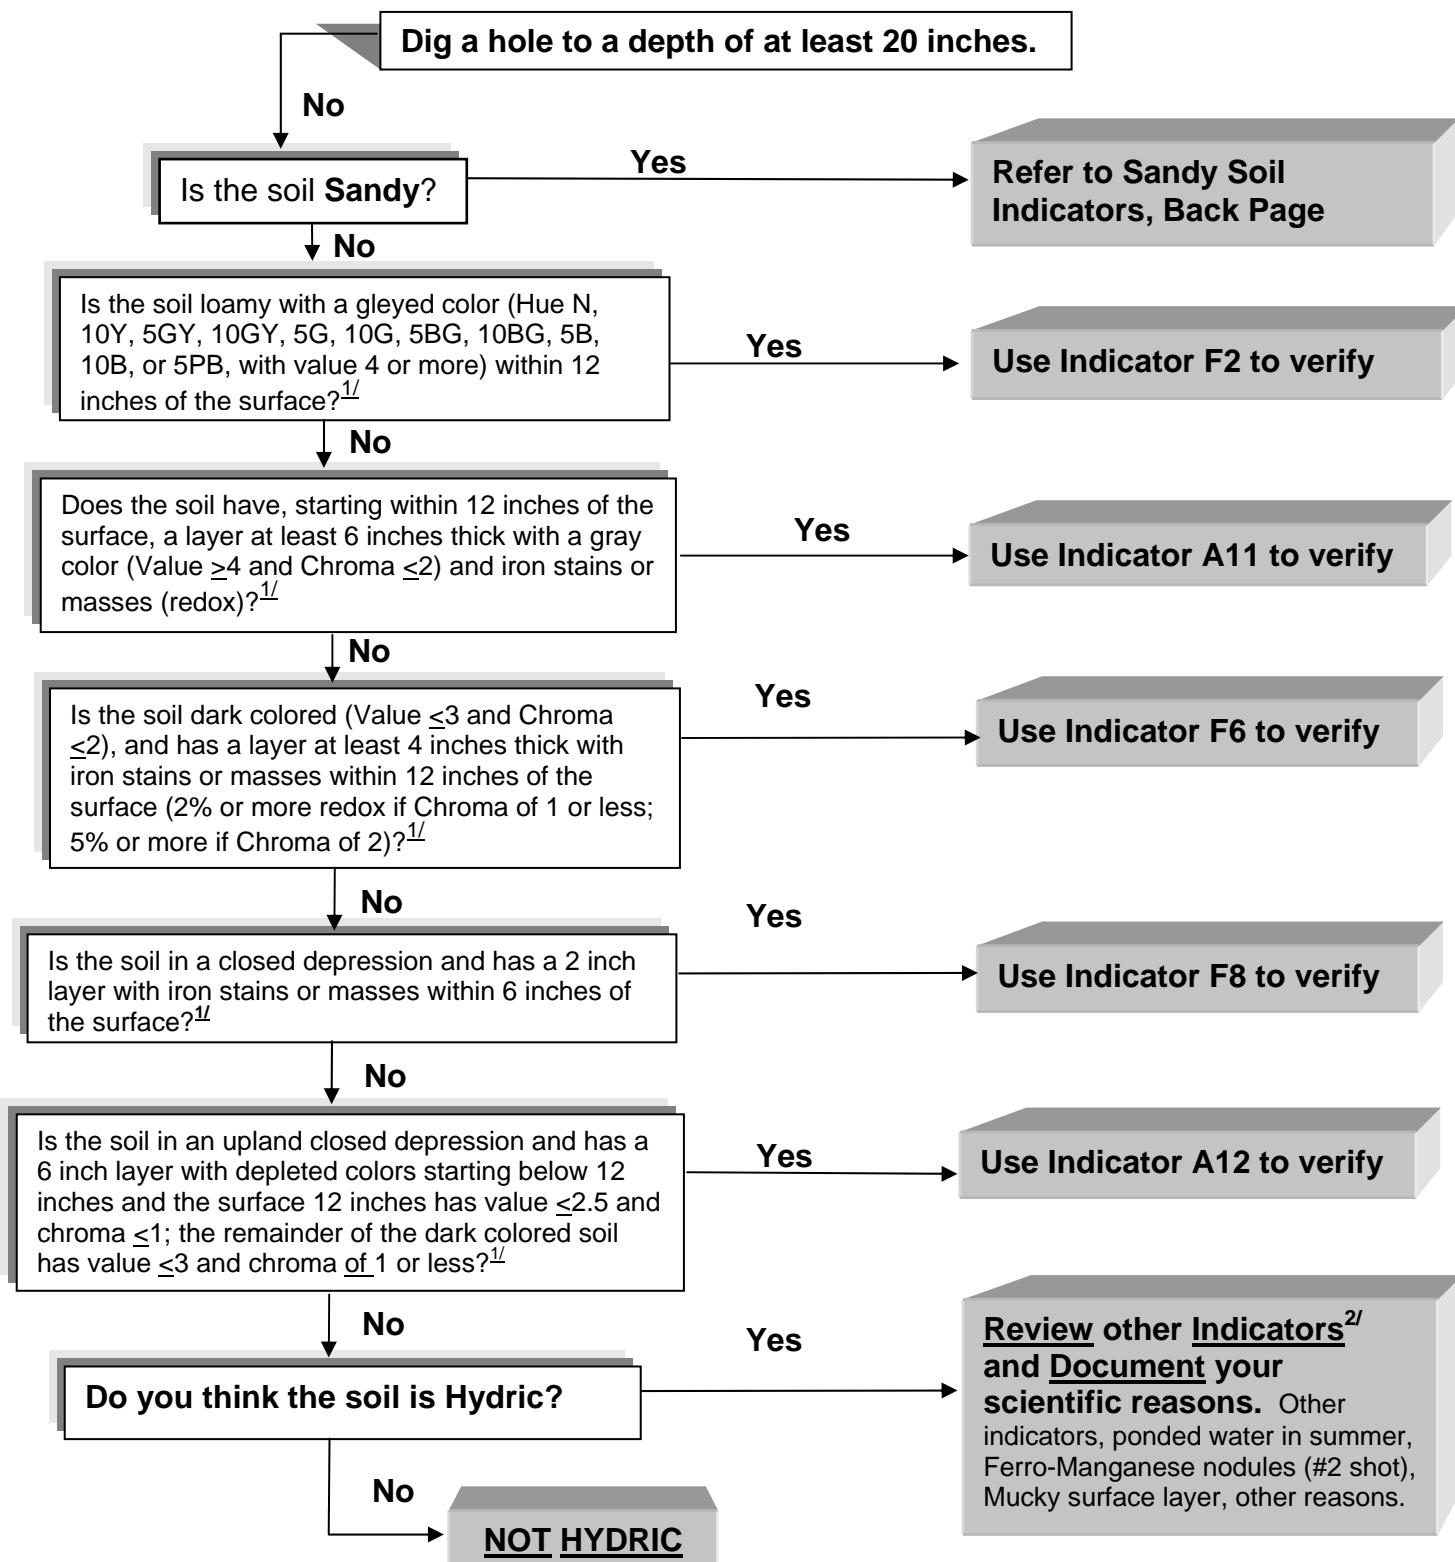 Dig a hole to a depth of at least 20 inches.
No
Is the soil Sandy?
Yes
Refer to Sandy Soil
Indicators, Back Page
No
Is the soil loamy with a gleyed color (Hue N,
10Y, 5GY, 10GY, 5G, 10G, 5BG, 10BG, 5B,
10B, or 5PB, with value 4 or more) within 12
inches of the surface?1/
Yes
Use Indicator F2 to verify
No
Does the soil have, starting within 12 inches of the
surface, a layer at least 6 inches thick with a gray
color (Value >4 and Chroma <2) and iron stains or
masses (redox)?1/
Yes
Use Indicator A11 to verify
No
Is the soil dark colored (Value <3 and Chroma
<2), and has a layer at least 4 inches thick with
iron stains or masses within 12 inches of the
surface (2% or more redox if Chroma of 1 or less;
5% or more if Chroma of 2)?1/
Yes
Use Indicator F6 to verify
No
Is the soil in a closed depression and has a 2 inch
layer with iron stains or masses within 6 inches of
the surface?1/
Yes
Use Indicator F8 to verify
No
Is the soil in an upland closed depression and has a
6 inch layer with depleted colors starting below 12
inches and the surface 12 inches has value <2.5 and
chroma <1; the remainder of the dark colored soil
has value <3 and chroma of 1 or less?1/
Yes
Use Indicator A12 to verify
No
Do you think the soil is Hydric?
Yes
Review other Indicators2/
and Document your
scientific reasons. Other
indicators, ponded water in summer,
Ferro-Manganese nodules (#2 shot),
Mucky surface layer, other reasons.
No
NOT HYDRIC